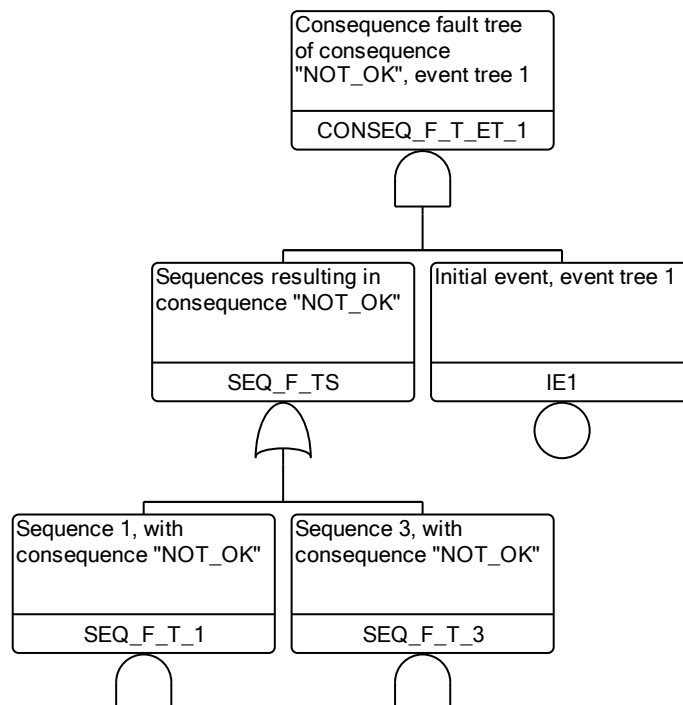 Consequence fault tree
of consequence
"NOT_OK", event tree 1
CONSEQ_F_T_ET_1
Sequences resulting in
consequence "NOT_OK"
SEQ_F_TS
Initial event, event tree 1
IE1
Sequence 1, with
consequence "NOT_OK"
SEQ_F_T_1
Sequence 3, with
consequence "NOT_OK"
SEQ_F_T_3